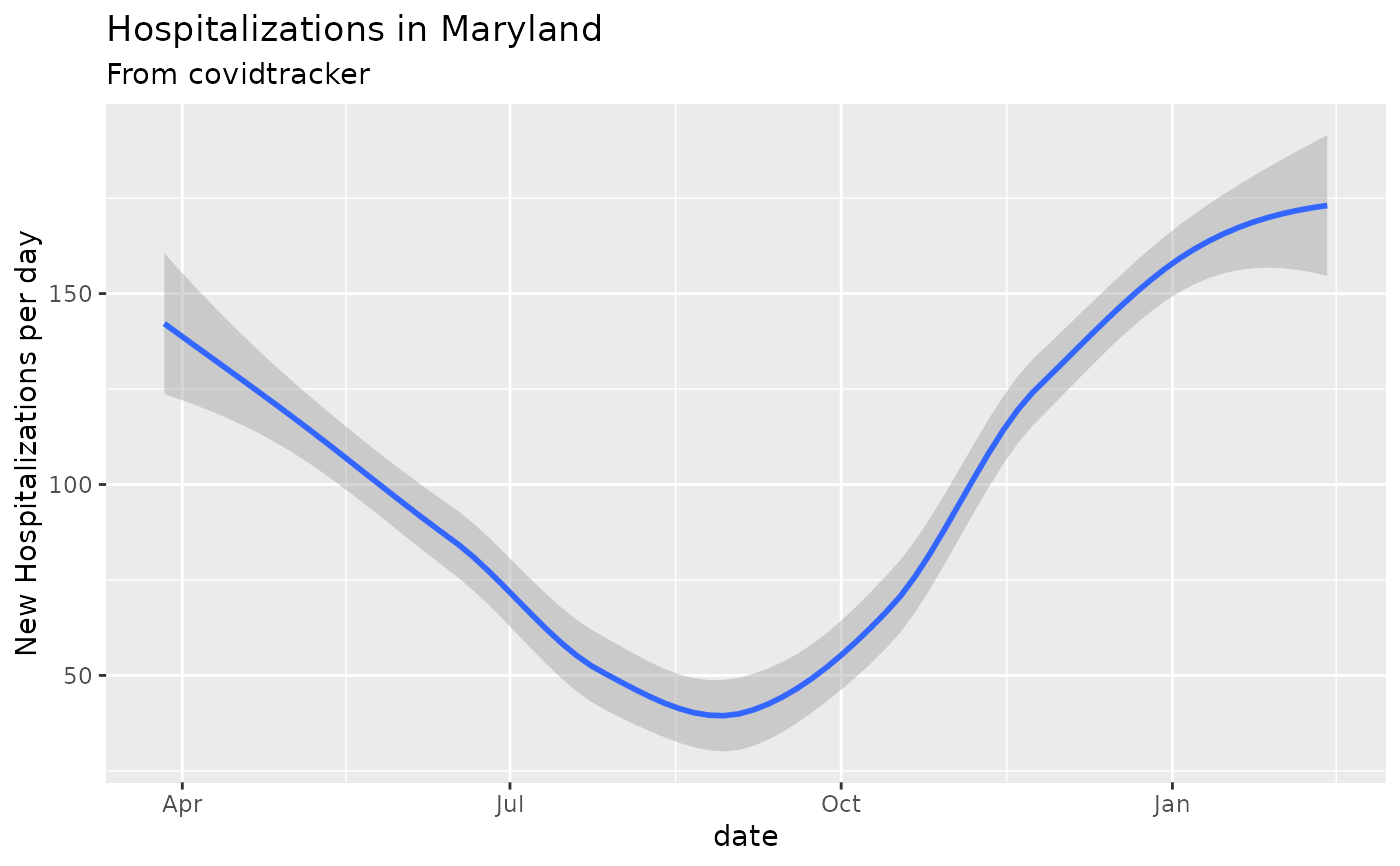 Hospitalizations in Maryland
From covidtracker
New Hospitalizations per day
150
100
50
Apr Jul Oct Jan
date